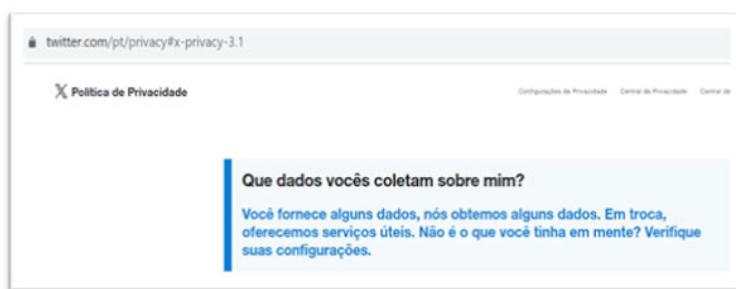 twitter.com/pt/privacy#x-privacy-3.1
X Política de Privacidade
Configurações de Privacidade Central de Privacidade Central de
Que dados vocês coletam sobre mim?
Você fornece alguns dados, nós obtemos alguns dados. Em troca,
oferecemos serviços úteis. Não é o que você tinha em mente? Verifique
suas configurações.